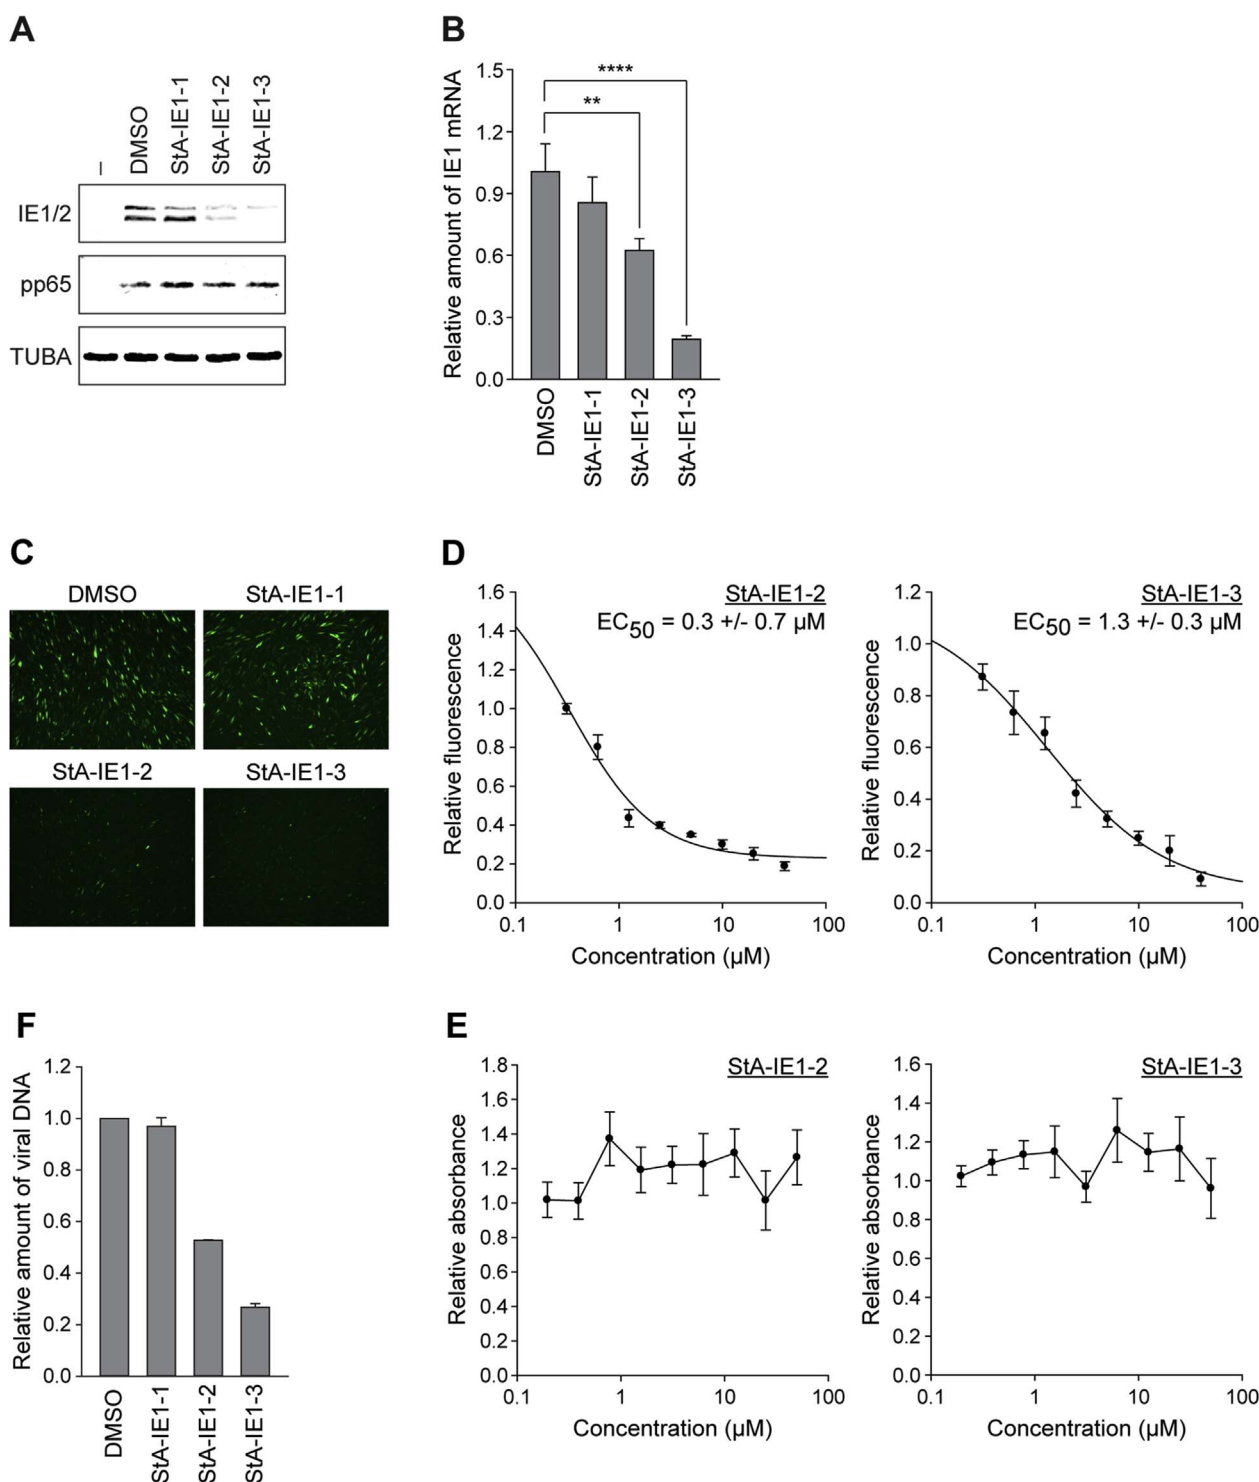 A
–
DMSO
StA-IE1-1
StA-IE1-2
StA-IE1-3
IE1/2
pp65
TUBA
B
Relative amount of IE1 mRNA
1.5
1.2
0.9
0.6
0.3
0.0
****
**
DMSO
StA-IE1-1
StA-IE1-2
StA-IE1-3
C
DMSO
StA-IE1-1
StA-IE1-2
StA-IE1-3
D
Relative fluorescence
1.6
1.4
1.2
1.0
0.8
0.6
0.4
0.2
0.0
StA-IE1-2
EC50 = 0.3 +/- 0.7 µM
0.1 1 10 100
Concentration (µM)
Relative fluorescence
1.2
1.0
0.8
0.6
0.4
0.2
0.0
StA-IE1-3
EC50 = 1.3 +/- 0.3 µM
0.1 1 10 100
Concentration (µM)
F
Relative amount of viral DNA
1.2
1.0
0.8
0.6
0.4
0.2
0.0
DMSO
StA-IE1-1
StA-IE1-2
StA-IE1-3
E
Relative absorbance
1.8
1.6
1.4
1.2
1.0
0.8
0.6
0.4
0.2
0.0
StA-IE1-2
0.1 1 10 100
Concentration (µM)
Relative absorbance
1.6
1.4
1.2
1.0
0.8
0.6
0.4
0.2
0.0
StA-IE1-3
0.1 1 10 100
Concentration (µM)